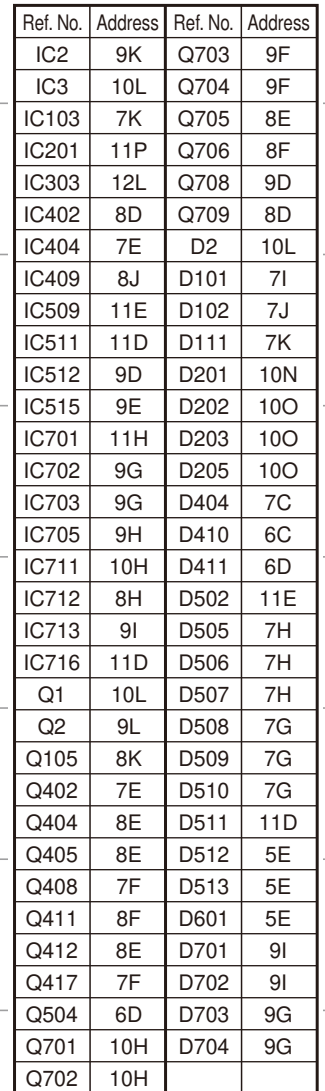 Ref. No. Address Ref. No. Address
IC2 9K Q703 9F
IC3 10L Q704 9F
IC103 7K Q705 8E
IC201 11P Q706 8F
IC303 12L Q708 9D
IC402 8D Q709 8D
IC404 7E D2 10L
IC409 8J D101 7I
IC509 11E D102 7J
IC511 11D D111 7K
IC512 9D D201 10N
IC515 9E D202 10O
IC701 11H D203 10O
IC702 9G D205 10O
IC703 9G D404 7C
IC705 9H D410 6C
IC711 10H D411 6D
IC712 8H D502 11E
IC713 9I D505 7H
IC716 11D D506 7H
Q1 10L D507 7H
Q2 9L D508 7G
Q105 8K D509 7G
Q402 7E D510 7G
Q404 8E D511 11D
Q405 8E D512 5E
Q408 7F D513 5E
Q411 8F D601 5E
Q412 8E D701 9I
Q417 7F D702 9I
Q504 6D D703 9G
Q701 10H D704 9G
Q702 10H